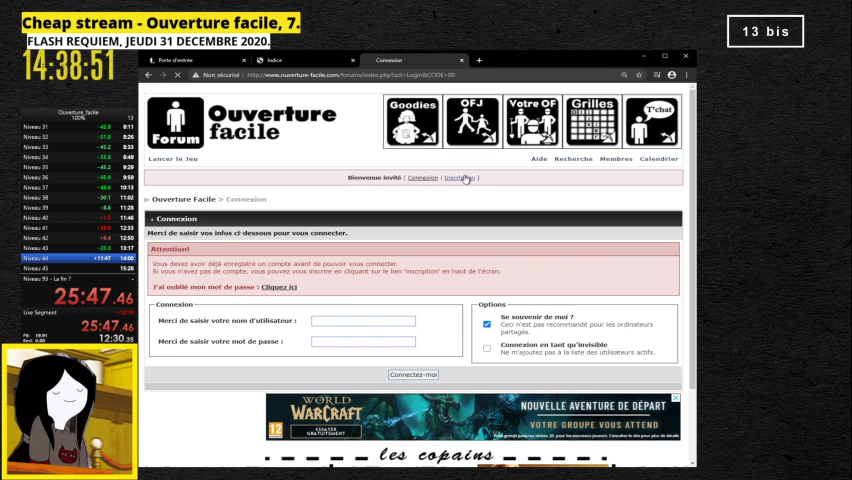 Cheap stream - Ouverture facile, 7.
FLASH REQUIEM, JEUDI 31 DECEMBRE 2020.
14:38:51
13 bis
Porte d'entrée
Indice
Connexion
Non sécurisé
http://www.ouverture-facile.com/forums/index.php?act=Login&CODE=00
Forum
Ouverture
facile
Goodies
OFJ
Votre OF
Grilles
T'chat
Lancer le Jeu
Aide Recherche Membres Calendrier
Bienvenue invité ( Connexion | Inscription )
Ouverture Facile > Connexion
Connexion
Merci de saisir vos infos ci-dessous pour vous connecter.
Attention!
Vous devez avoir déjà enregistré un compte avant de pouvoir vous connecter.
Si vous n'avez pas de compte, vous pouvez vous inscrire en cliquant sur le lien 'inscription' en haut de l'écran.
J'ai oublié mon mot de passe : Cliquez ici
Connexion
Merci de saisir votre nom d'utilisateur :
Merci de saisir votre mot de passe :
Options
Se souvenir de moi ?
Ceci n'est pas recommandé pour les ordinateurs
partagés.
Connexion en tant qu'invisible
Ne m'ajoutez pas à la liste des utilisateurs actifs.
Connectez-moi
WORLD
WARCRAFT
12
ESSAYER
GRATUITEMENT
NOUVELLE AVENTURE DE DÉPART
VOTRE GROUPE VOUS ATTEND
les copains
Ouverture facile
100% 13
Niveau 31 -42.8 8:11
Niveau 32 -51.8 8:26
Niveau 33 -45.2 8:33
Niveau 34 -55.8 8:49
Niveau 35 -45.2 9:29
Niveau 36 -45.9 9:59
Niveau 37 -48.6 10:13
Niveau 38 -30.1 11:02
Niveau 39 -8.6 11:28
Niveau 40 11:46
Niveau 41 12:33
Niveau 42 12:50
Niveau 43 -23.3 13:17
Niveau 44 +11:47 14:00
Niveau 45 15:28
Niveau 93 - La fin ? -
25:47.46
Live Segment
25:47.46
PB: 19.91
Best: 0.00
12:30.35